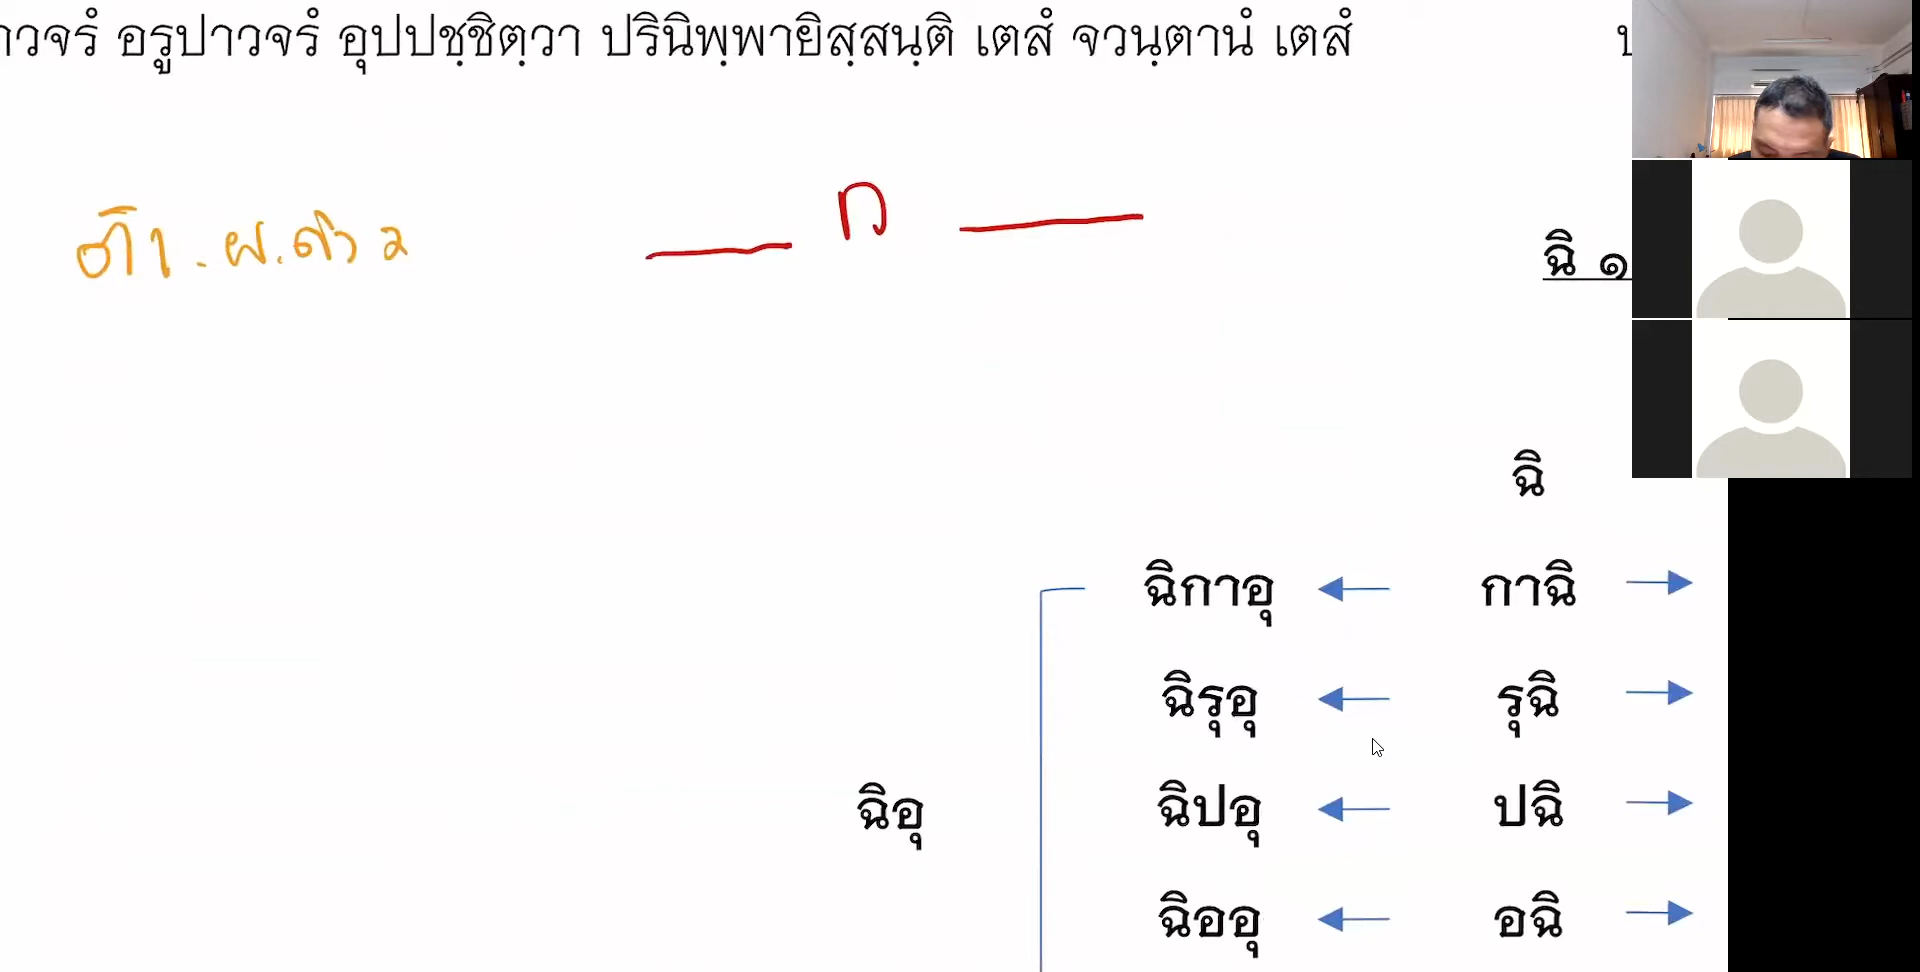 าวจรํ อรูปาวจรํ อุปปชฺชิตฺวา ปรินิพฺพายิสฺสนฺติ เตสํ จวนฺตานํ เตสํ
ก
ฉิ ๑
ฉิ
ฉิกาอุ กาฉิ
ฉิรุอุ รุฉิ
ฉิอุ
ฉิปอุ ปฉิ
ฉิออุ อฉิ